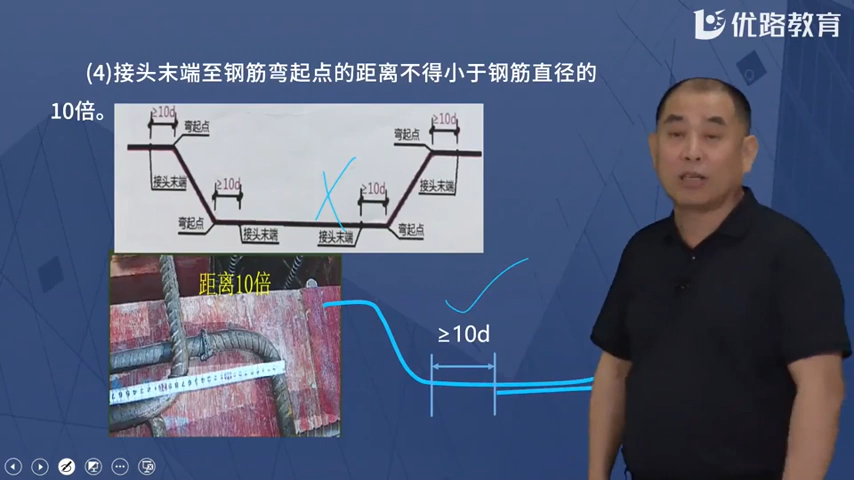 优路教育
(4)接头末端至钢筋弯起点的距离不得小于钢筋直径的
10倍。
≥10d
弯起点
≥10d
弯起点
接头末端
≥10d
≥10d
接头末端
弯起点
接头末端
接头末端
弯起点
距离10倍
≥10d